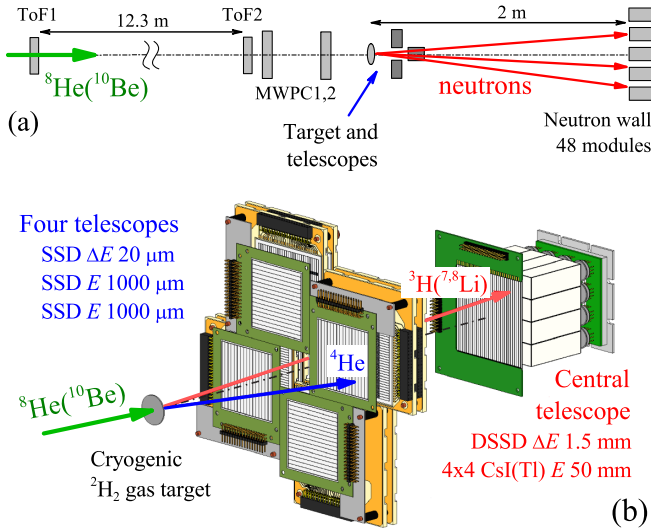 ToF1
12.3 m
ToF2
2 m
⁸He(¹⁰Be)
MWPC1,2
neutrons
(a)
Target and
telescopes
Neutron wall
48 modules
Four telescopes
SSD ΔE 20 μm
SSD E 1000 μm
SSD E 1000 μm
³H(⁷,⁸Li)
⁴He
⁸He(¹⁰Be)
Cryogenic
²H₂ gas target
Central
telescope
DSSD ΔE 1.5 mm
4x4 CsI(Tl) E 50 mm
(b)